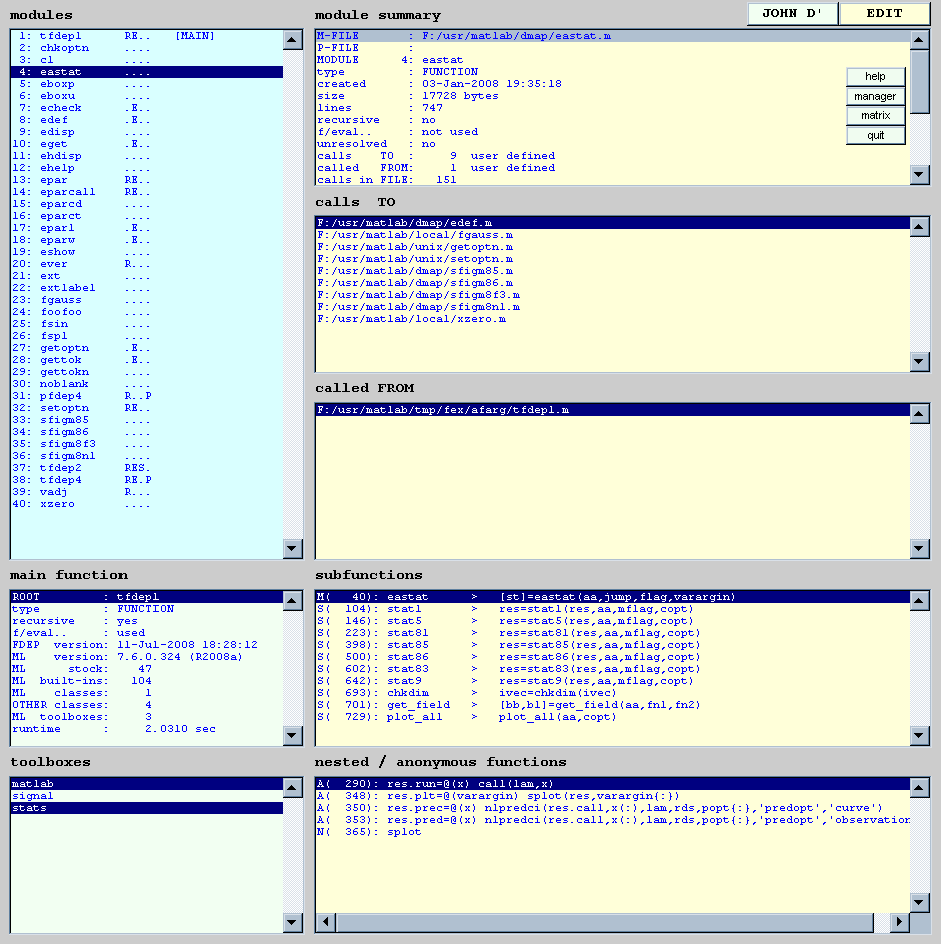 modules
1: tfdepl RE.. [MAIN]
2: chkoptn ....
3: cl ....
4: eastat ....
5: eboxp ....
6: eboxu ....
7: echeck .E..
8: edef .E..
9: edisp ....
10: eget .E..
11: ehdisp ....
12: ehelp ....
13: epar RE..
14: eparcall RE..
15: eparcd ....
16: eparct ....
17: eparl .E..
18: eparw .E..
19: eshow ....
20: ever R...
21: ext ....
22: extlabel ....
23: fgauss ....
24: foofoo ....
25: fsin ....
26: fspl ....
27: getoptn .E..
28: gettok .E..
29: gettokn ....
30: noblank ....
31: pfdep4 R..P
32: setoptn RE..
33: sfigm85 ....
34: sfigm86 ....
35: sfigm8f3 ....
36: sfigm8nl ....
37: tfdep2 RES.
38: tfdep4 RE.P
39: vadj R...
40: xzero ....
module summary
JOHN D'
EDIT
M-FILE : F:/usr/matlab/dmap/eastat.m
P-FILE :
MODULE 4: eastat
type : FUNCTION
created : 03-Jan-2008 19:35:18
size : 17728 bytes
lines : 747
recursive : no
f/eval.. : not used
unresolved : no
calls TO : 9 user defined
called FROM: 1 user defined
calls in FILE: 151
help
manager
matrix
quit
calls TO
F:/usr/matlab/dmap/edef.m
F:/usr/matlab/local/fgauss.m
F:/usr/matlab/unix/getoptn.m
F:/usr/matlab/unix/setoptn.m
F:/usr/matlab/dmap/sfigm85.m
F:/usr/matlab/dmap/sfigm86.m
F:/usr/matlab/dmap/sfigm8f3.m
F:/usr/matlab/dmap/sfigm8nl.m
F:/usr/matlab/local/xzero.m
called FROM
F:/usr/matlab/tmp/fex/afarg/tfdepl.m
main function
ROOT : tfdepl
type : FUNCTION
recursive : yes
f/eval.. : used
FDEP version: 11-Jul-2008 18:28:12
ML version: 7.6.0.324 (R2008a)
ML stock: 47
ML built-ins: 104
ML classes: 1
OTHER classes: 4
ML toolboxes: 3
runtime : 2.0310 sec
subfunctions
M( 40): eastat > [st]=eastat(aa,jump,flag,varargin)
S( 104): stat1 > res=stat1(res,aa,mflag,copt)
S( 146): stat5 > res=stat5(res,aa,mflag,copt)
S( 223): stat81 > res=stat81(res,aa,mflag,copt)
S( 398): stat85 > res=stat85(res,aa,mflag,copt)
S( 500): stat86 > res=stat86(res,aa,mflag,copt)
S( 602): stat83 > res=stat83(res,aa,mflag,copt)
S( 642): stat9 > res=stat9(res,aa,mflag,copt)
S( 693): chkdim > ivec=chkdim(ivec)
S( 701): get_field > [bb,bl]=get_field(aa,fn1,fn2)
S( 729): plot_all > plot_all(aa,copt)
toolboxes
matlab
signal
stats
nested / anonymous functions
A( 290): res.run=@(x) call(lam,x)
A( 348): res.plt=@(varargin) splot(res,varargin{:})
A( 350): res.prec=@(x) nlpredci(res.call,x(:),lam,rds,popt{:},'predopt','curve')
A( 353): res.pred=@(x) nlpredci(res.call,x(:),lam,rds,popt{:},'predopt','observation
N( 365): splot